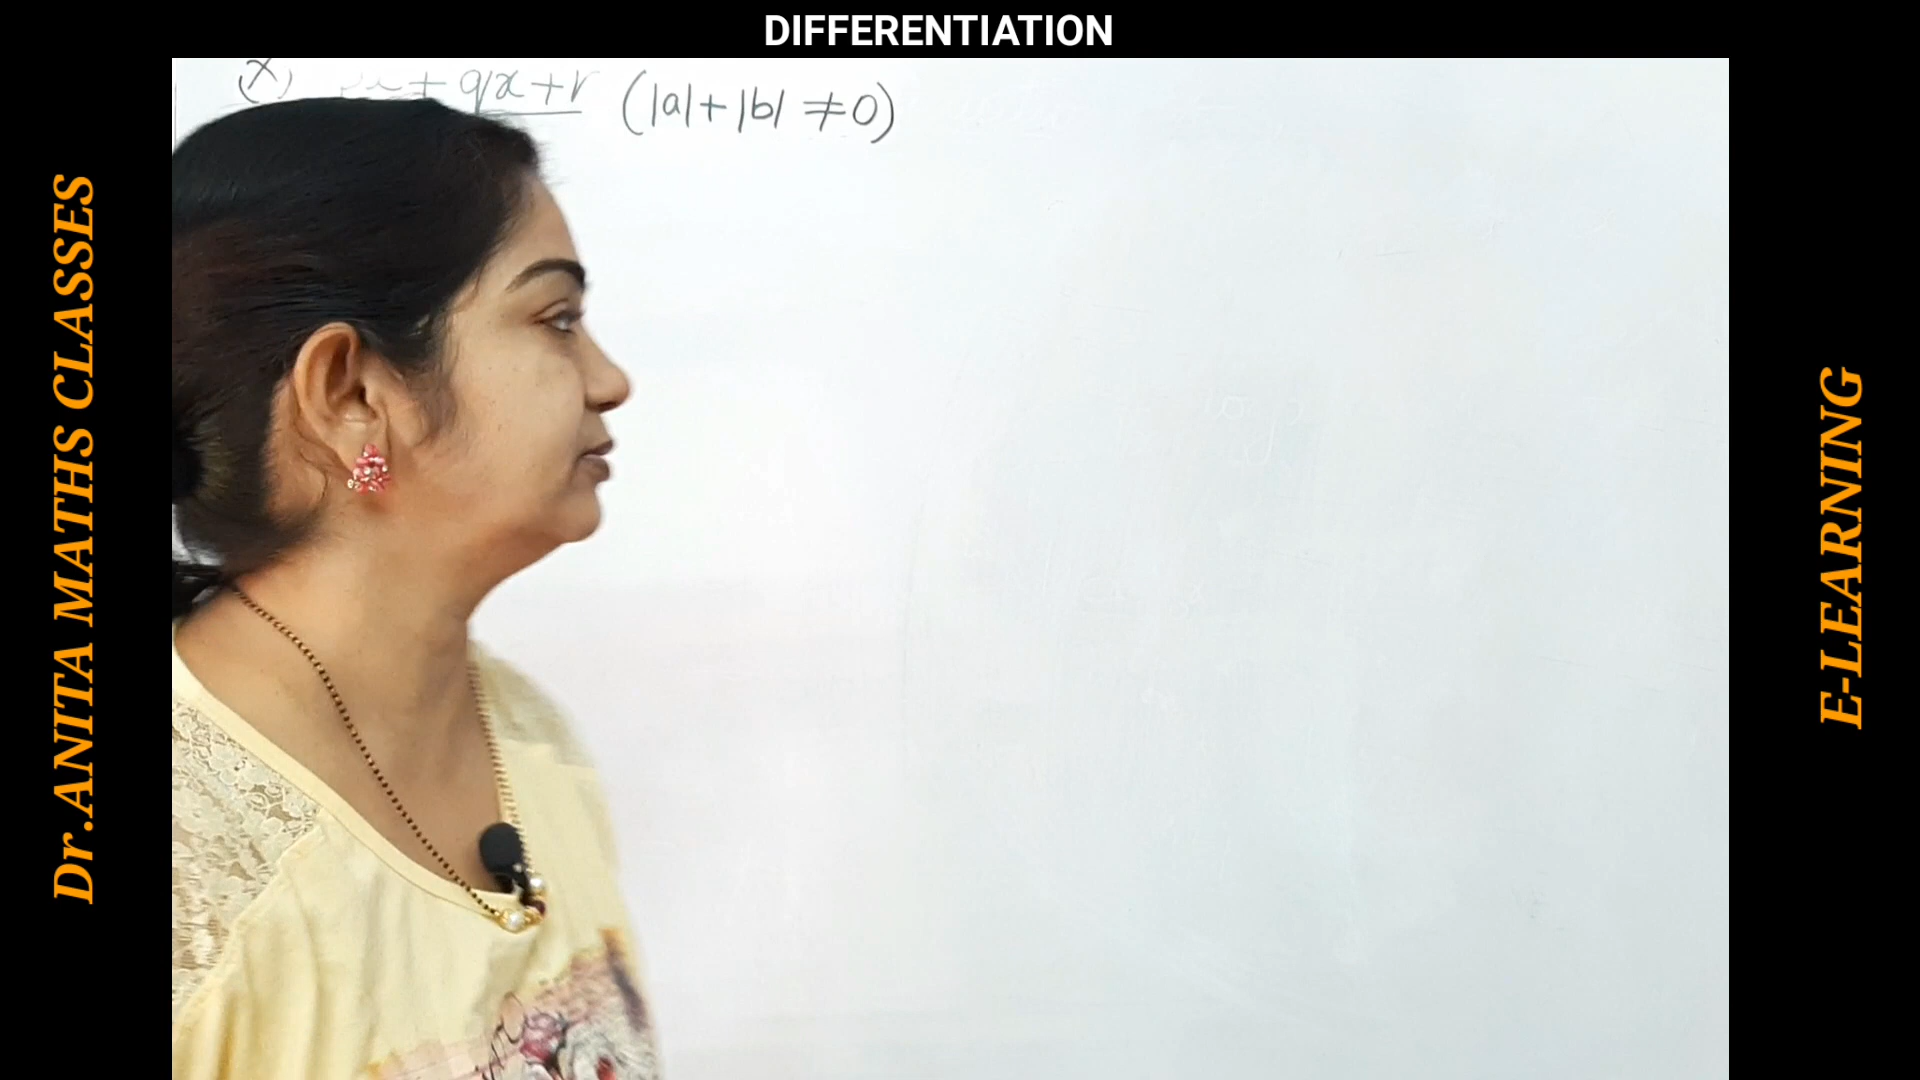 DIFFERENTIATION
+ qx + r (|a| + |b| ≠ 0)
Dr. ANITA MATHS CLASSES
E-LEARNING